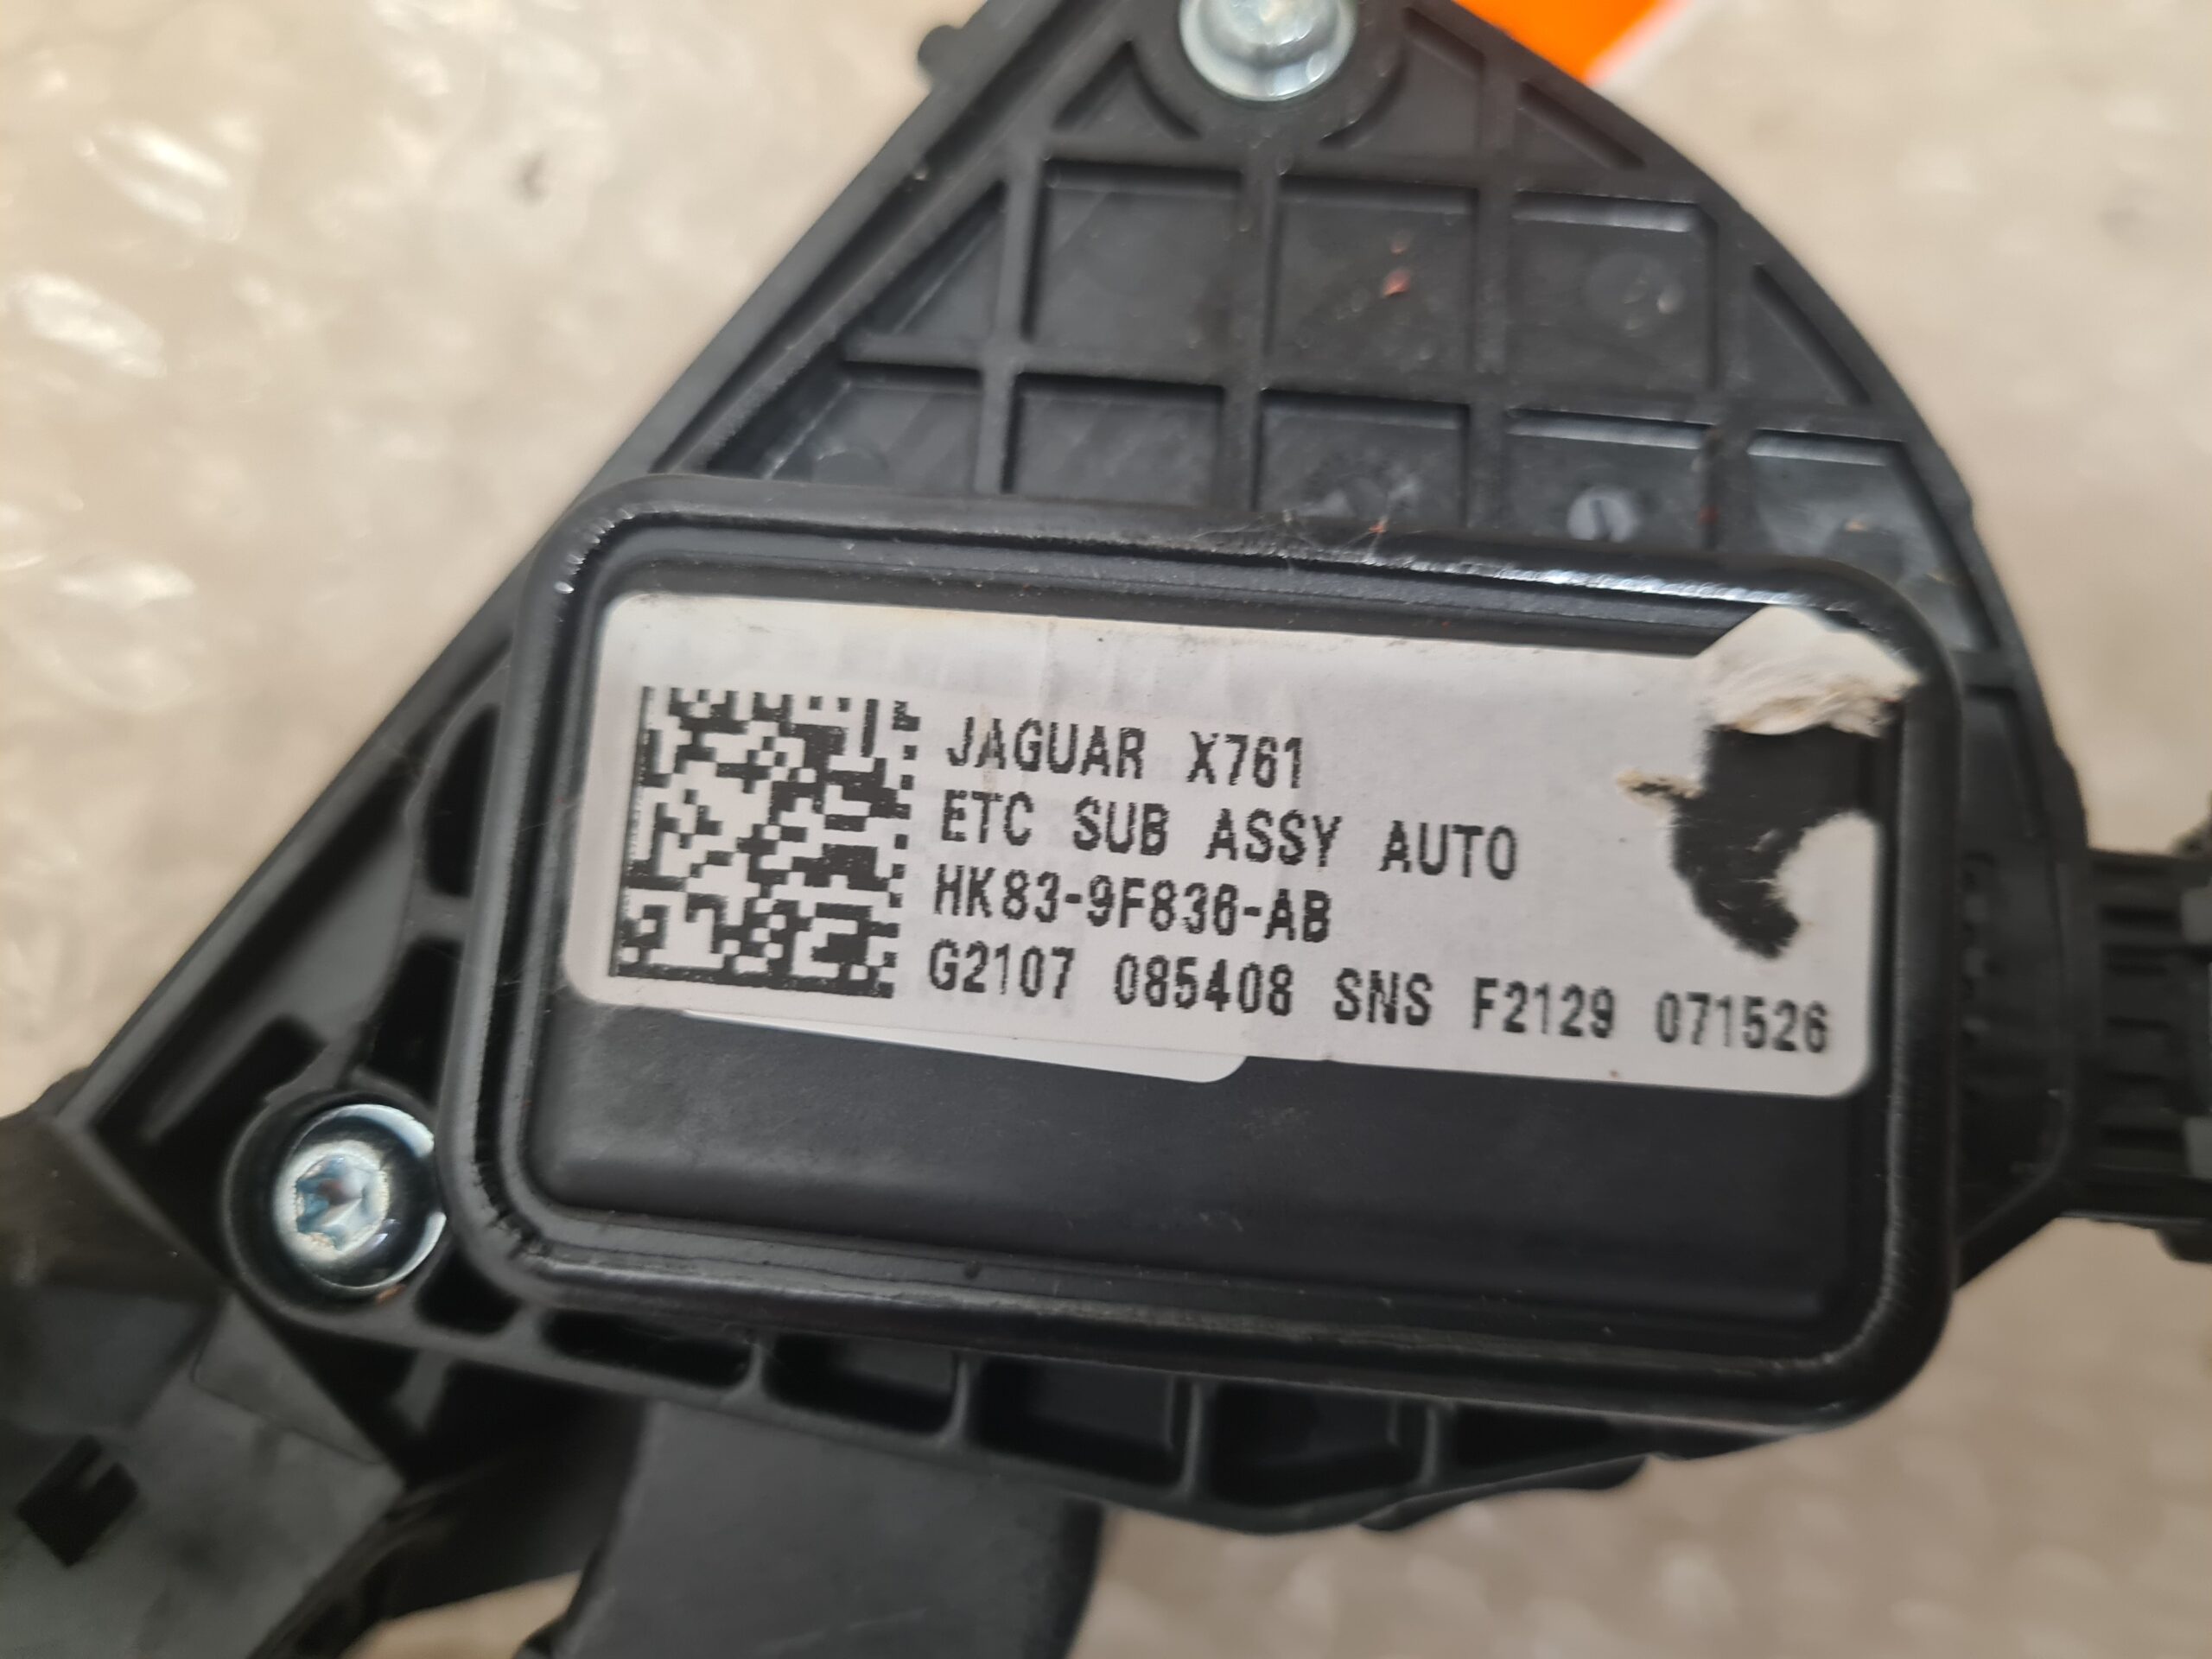 JAGUAR X761
ETC SUB ASSY AUTO
HK83-9F836-AB
G2107 085408 SNS F2129 071526